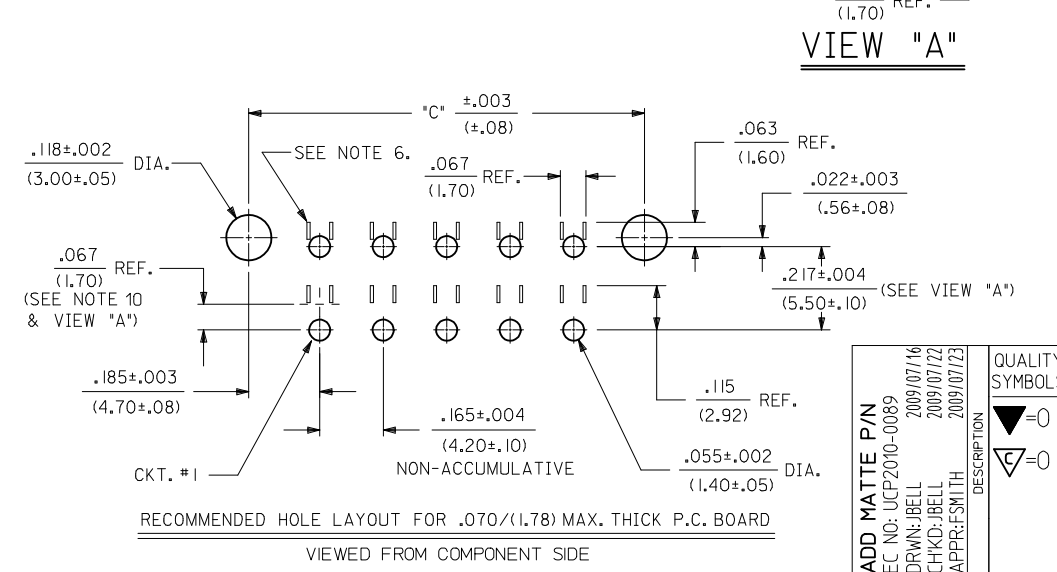 (1.70) REF.
VIEW "A"
"C" ±.003
(±.08)
.118±.002 DIA.
(3.00±.05)
SEE NOTE 6.
.067 REF.
(1.70)
.063 REF.
(1.60)
.022±.003
(.56±.08)
.067 REF.
(1.70)
(SEE NOTE 10
& VIEW "A")
.217±.004 (SEE VIEW "A")
(5.50±.10)
.185±.003
(4.70±.08)
.165±.004
(4.20±.10)
NON-ACCUMULATIVE
.115 REF.
(2.92)
CKT. #1
.055±.002 DIA.
(1.40±.05)
RECOMMENDED HOLE LAYOUT FOR .070/(1.78) MAX. THICK P.C. BOARD
VIEWED FROM COMPONENT SIDE
ADD MATTE P/N
EC NO: UCP2010-0089
DRWN:JBELL 2009/07/16
CH'KD:JBELL 2009/07/22
APPR:FSMITH 2009/07/23
DESCRIPTION
QUALITY
SYMBOLS
=0
C =0